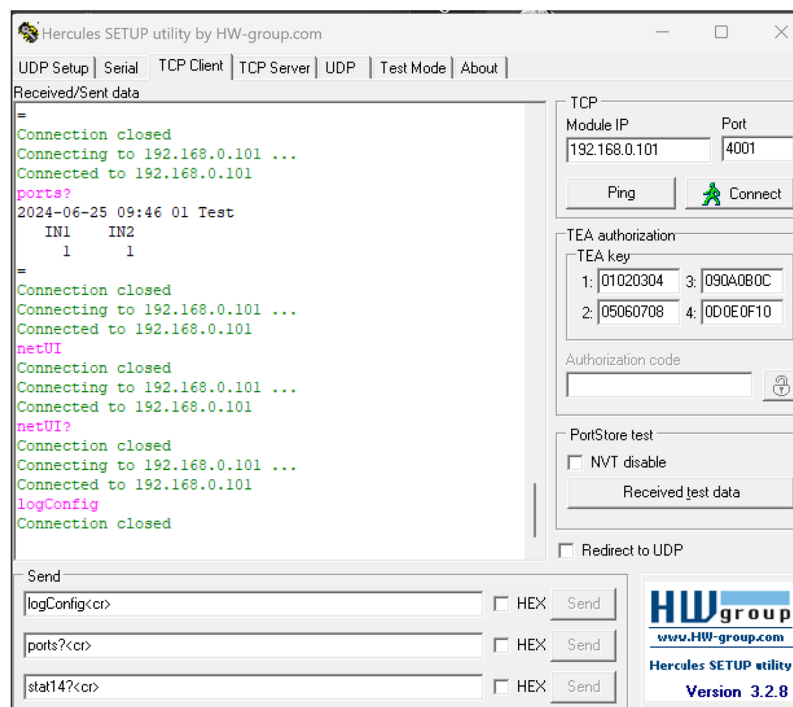 Hercules SETUP utility by HW-group.com
UDP Setup Serial TCP Client TCP Server UDP Test Mode About
Received/Sent data
=
Connection closed
Connecting to 192.168.0.101 ...
Connected to 192.168.0.101
ports?
2024-06-25 09:46 01 Test
IN1 IN2
1 1
=
Connection closed
Connecting to 192.168.0.101 ...
Connected to 192.168.0.101
netUI
Connection closed
Connecting to 192.168.0.101 ...
Connected to 192.168.0.101
netUI?
Connection closed
Connecting to 192.168.0.101 ...
Connected to 192.168.0.101
logConfig
Connection closed
TCP
Module IP Port
192.168.0.101 4001
Ping Connect
TEA authorization
TEA key
1: 01020304 3: 090A0B0C
2: 05060708 4: 0D0E0F10
Authorization code
PortStore test
NVT disable
Received test data
Redirect to UDP
Send
logConfig<cr> HEX Send
ports?<cr> HEX Send
stat14?<cr> HEX Send
HW group
www.HW-group.com
Hercules SETUP utility
Version 3.2.8